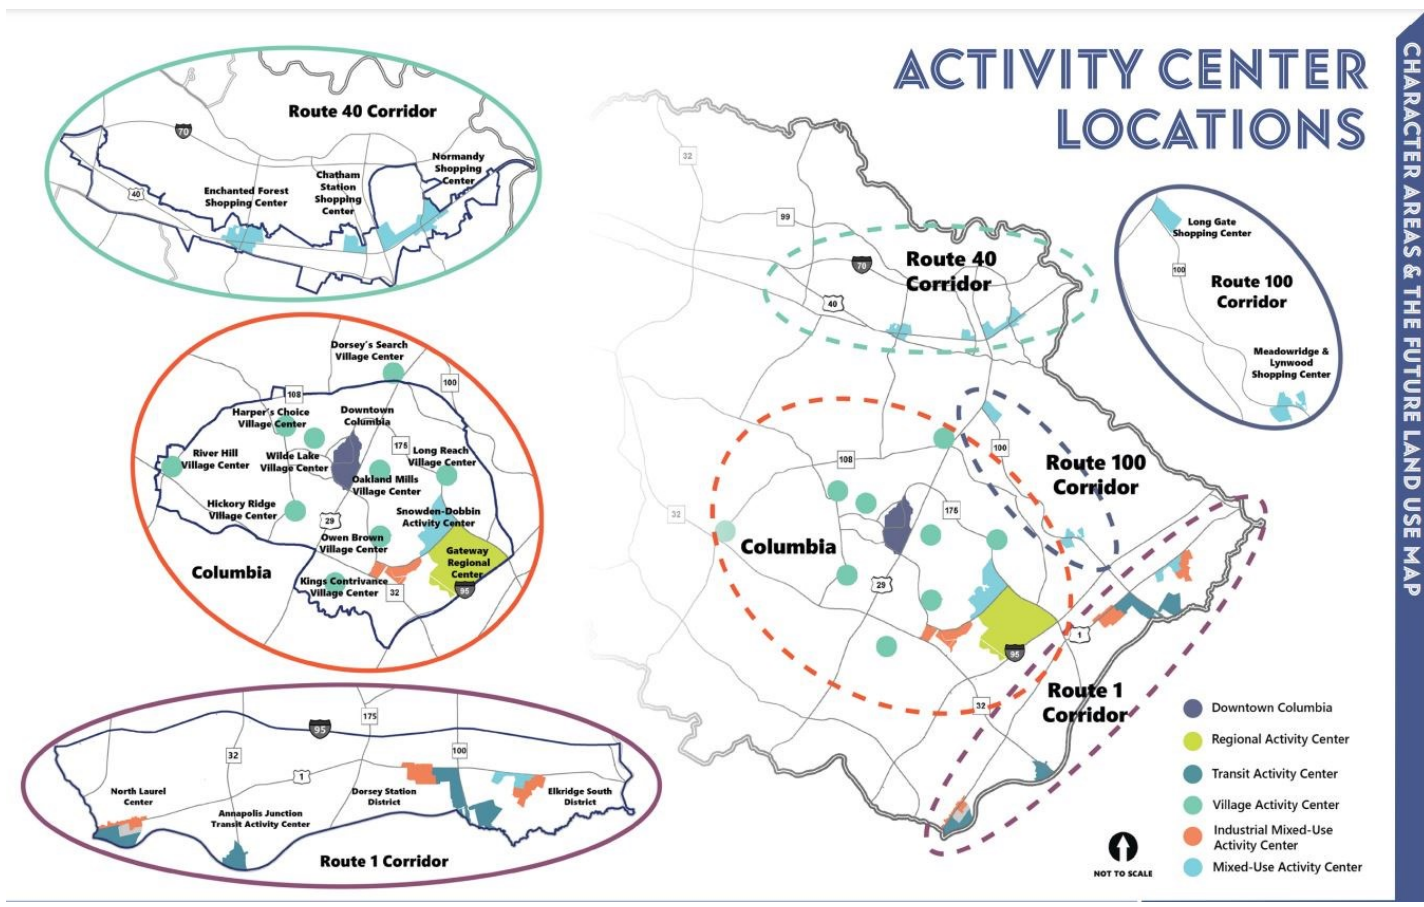 ACTIVITY CENTER
LOCATIONS
CHARACTER AREAS & THE FUTURE LAND USE MAP
Route 40 Corridor
70
40
Enchanted Forest
Shopping Center
Chatham
Station
Shopping
Center
Normandy
Shopping
Center
Dorsey's Search
Village Center
100
108
Harper's Choice
Village Center
Downtown
Columbia
175
River Hill
Village Center
Wilde Lake
Village Center
Long Reach
Village Center
Oakland Mills
Village Center
Hickory Ridge
Village Center
29
Snowden-Dobbin
Activity Center
Owen Brown
Village Center
Gateway
Regional
Center
Columbia
Kings Contrivance
Village Center
32
95
95
175
32
100
1
North Laurel
Center
Annapolis Junction
Transit Activity Center
Dorsey Station
District
Elkridge South
District
Route 1 Corridor
32
99
70
Route 40
Corridor
40
108
100
Route 100
Corridor
32
175
Columbia
29
1
95
32
Route 1
Corridor
Long Gate
Shopping Center
100
Route 100
Corridor
Meadowridge &
Lynwood
Shopping Center
NOT TO SCALE
Downtown Columbia
Regional Activity Center
Transit Activity Center
Village Activity Center
Industrial Mixed-Use
Activity Center
Mixed-Use Activity Center